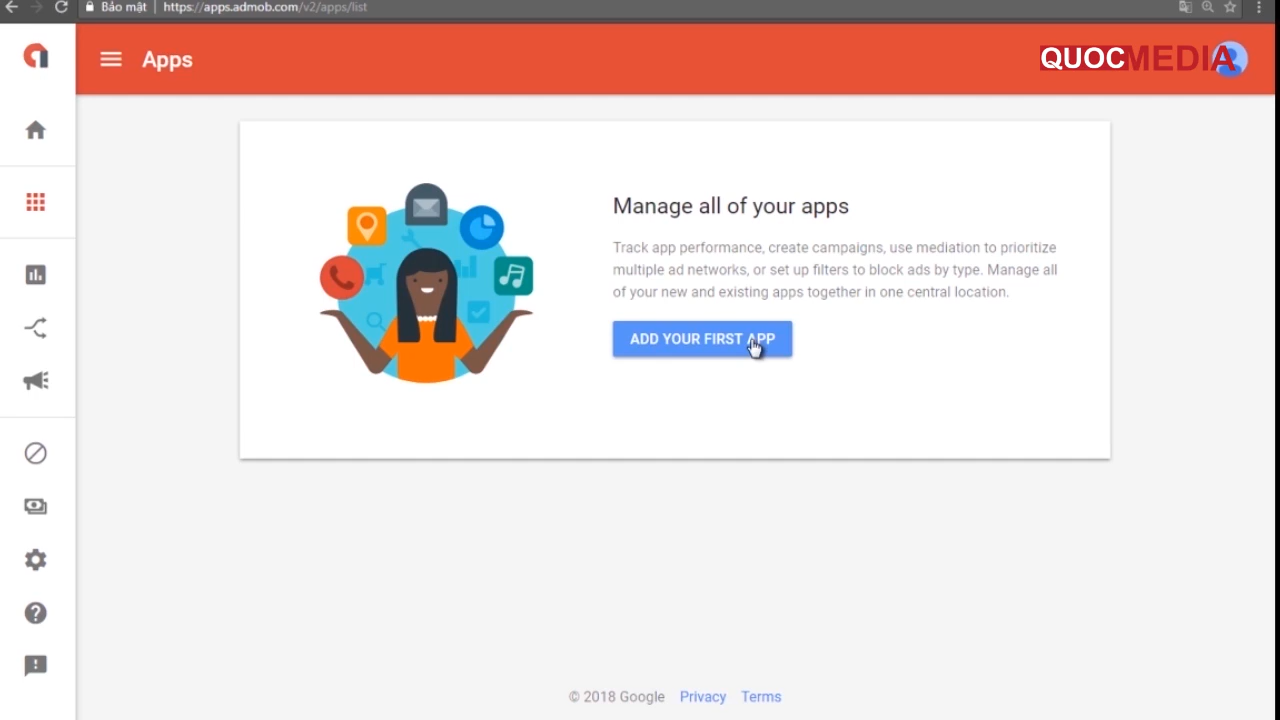 Bảo mật
https://apps.admob.com/v2/apps/list
Apps
QUOCMEDIA
Manage all of your apps
Track app performance, create campaigns, use mediation to prioritize
multiple ad networks, or set up filters to block ads by type. Manage all
of your new and existing apps together in one central location.
ADD YOUR FIRST APP
© 2018 Google Privacy Terms